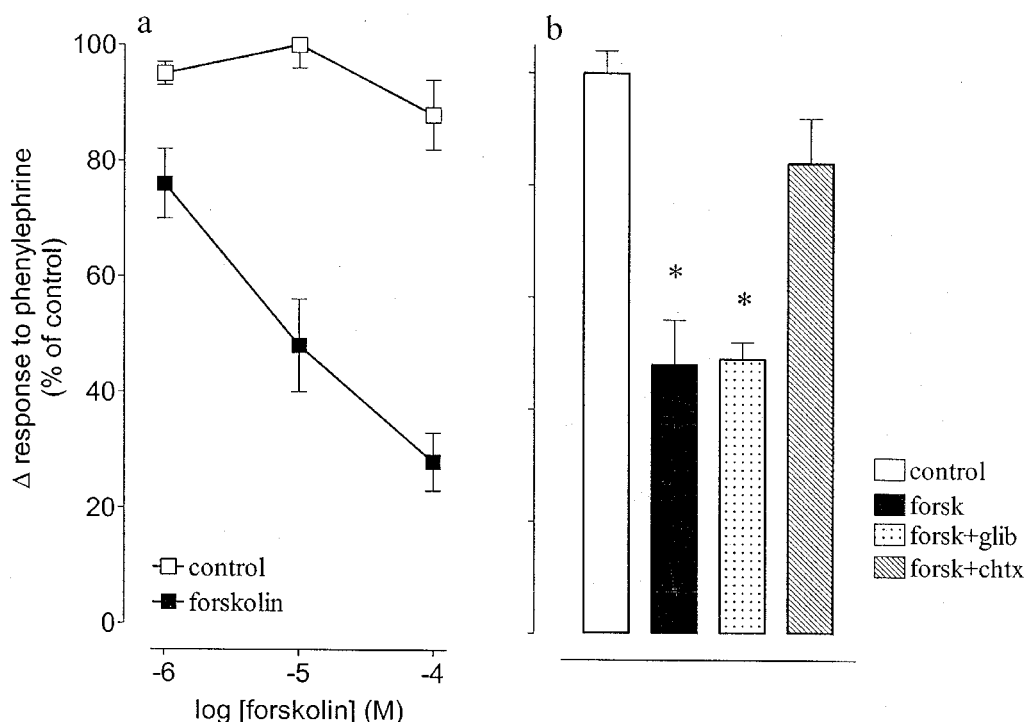 a
b
Δ response to phenylephrine
(% of control)
100
80
60
40
20
0
control
forskolin
-6
-5
-4
log [forskolin] (M)
*
*
control
forsk
forsk+glib
forsk+chtx